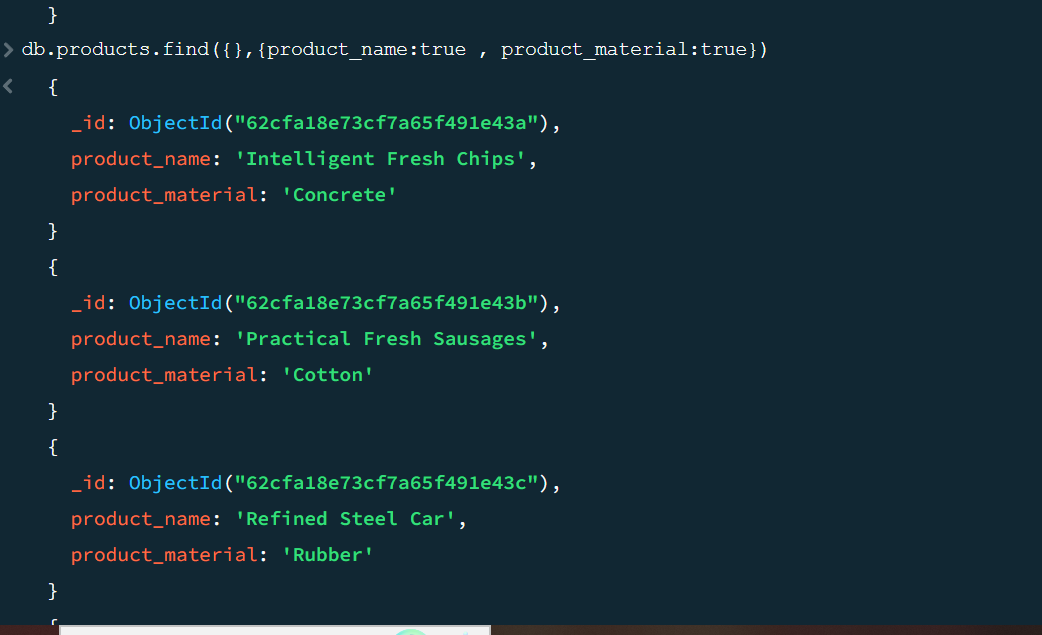 }
db.products.find({},{product_name:true , product_material:true})
{
_id: ObjectId("62cfa18e73cf7a65f491e43a"),
product_name: 'Intelligent Fresh Chips',
product_material: 'Concrete'
}
{
_id: ObjectId("62cfa18e73cf7a65f491e43b"),
product_name: 'Practical Fresh Sausages',
product_material: 'Cotton'
}
{
_id: ObjectId("62cfa18e73cf7a65f491e43c"),
product_name: 'Refined Steel Car',
product_material: 'Rubber'
}
{